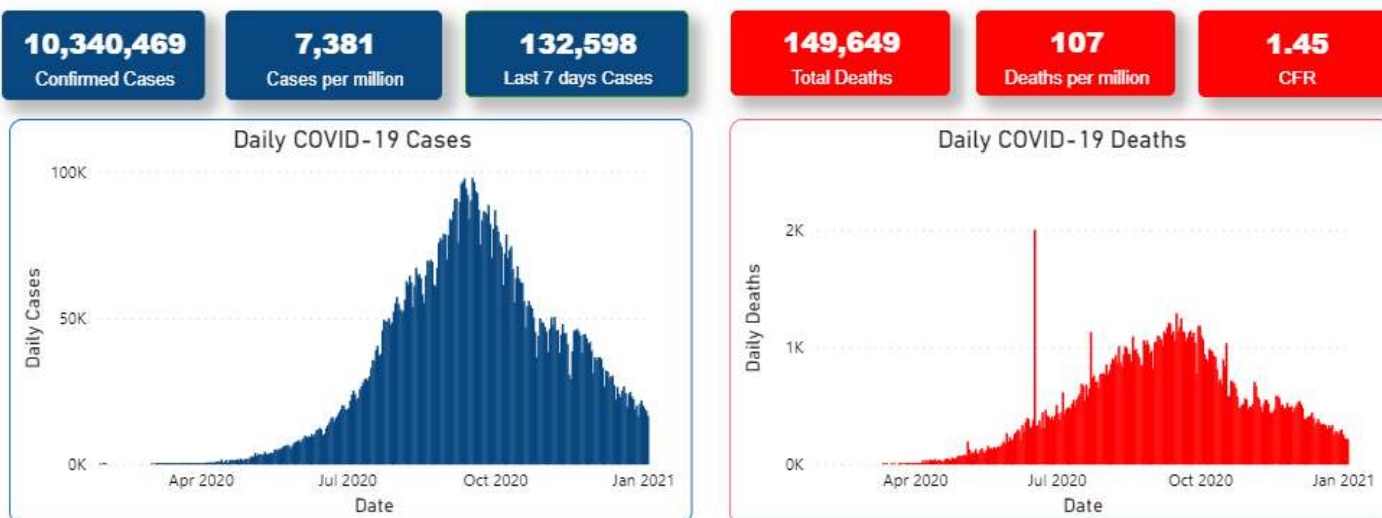 10,340,469
Confirmed Cases
7,381
Cases per million
132,598
Last 7 days Cases
149,649
Total Deaths
107
Deaths per million
1.45
CFR
Daily COVID-19 Cases
100K
50K
0K
Daily Cases
Apr 2020
Jul 2020
Oct 2020
Jan 2021
Date
Daily COVID-19 Deaths
2K
1K
0K
Daily Deaths
Apr 2020
Jul 2020
Oct 2020
Jan 2021
Date